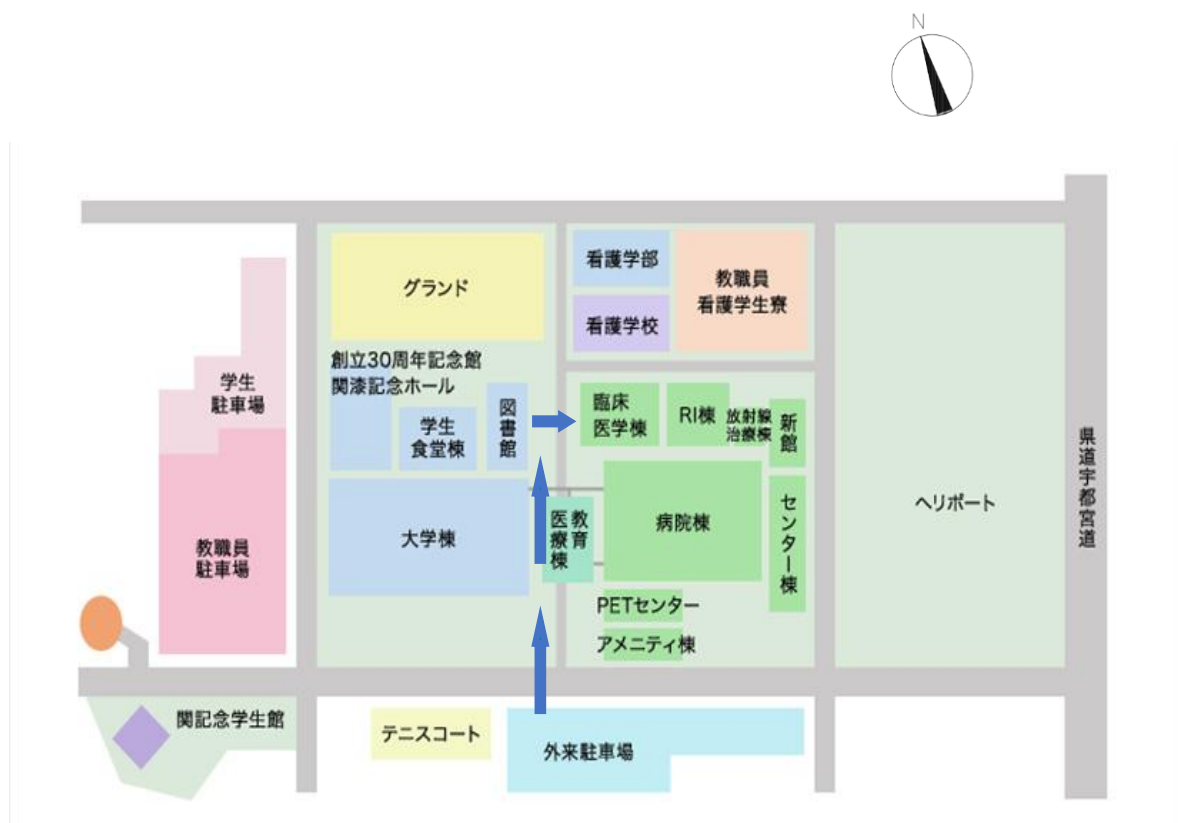 N
グランド
看護学部
看護学校
教職員
看護学生寮
創立30周年記念館
関湊記念ホール
学生
駐車場
学生
食堂棟
図書館
臨床
医学棟
RI棟
放射線
治療棟
新館
教職員
駐車場
大学棟
教育
医療棟
病院棟
センター棟
ヘリポート
県道宇都宮道
PETセンター
アメニティ棟
関記念学生館
テニスコート
外来駐車場